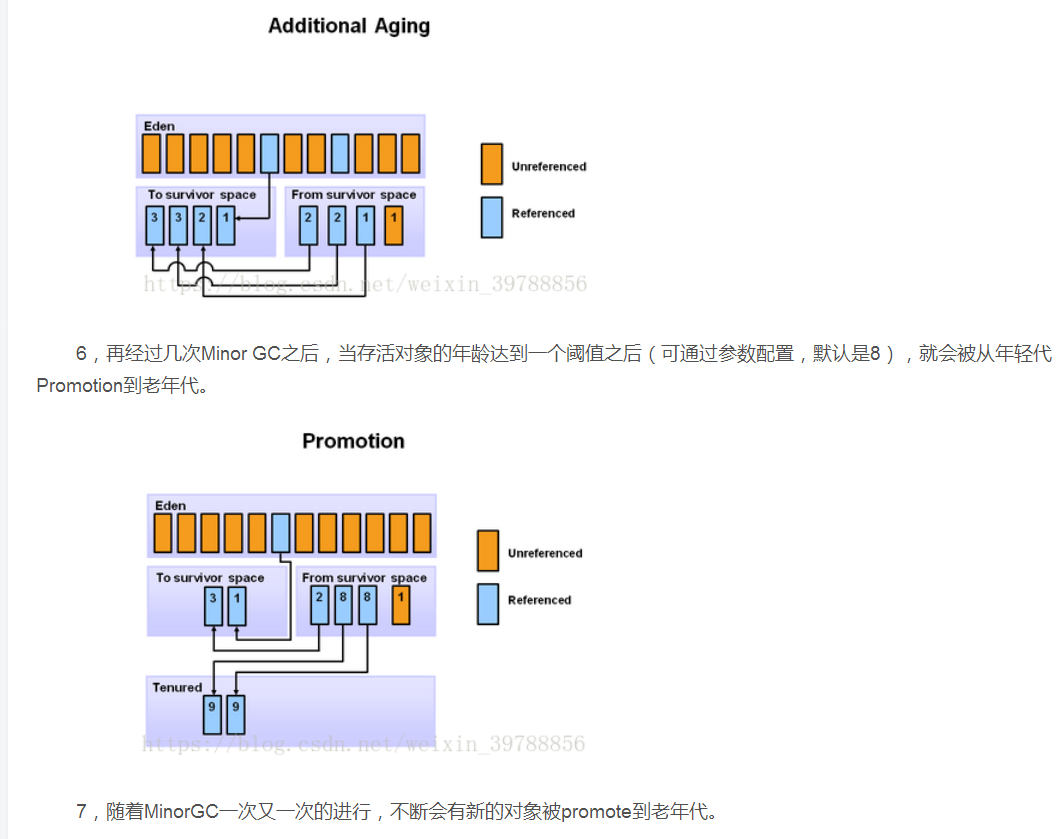 Additional Aging
Eden
To survivor space
From survivor space
3 3 2 1
2 2 1 1
Unreferenced
Referenced
https://blog.csdn.net/weixin_39788856
6，再经过几次Minor GC之后，当存活对象的年龄达到一个阈值之后（可通过参数配置，默认是8），就会被从年轻代
Promotion到老年代。
Promotion
Eden
To survivor space
From survivor space
3 1
2 8 8 1
Unreferenced
Referenced
Tenured
9 9
https://blog.csdn.net/weixin_39788856
7，随着MinorGC一次又一次的进行，不断会有新的对象被promote到老年代。